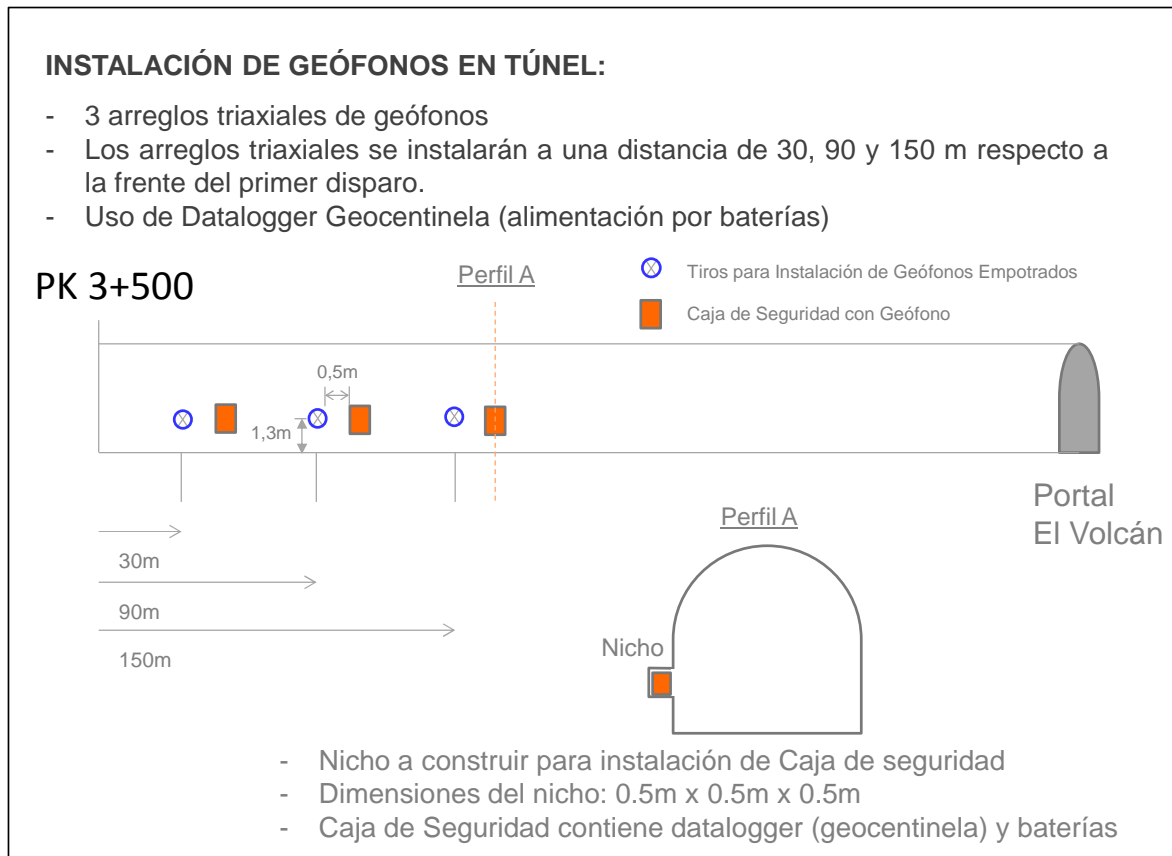 INSTALACIÓN DE GEÓFONOS EN TÚNEL:
- 3 arreglos triaxiales de geófonos
- Los arreglos triaxiales se instalarán a una distancia de 30, 90 y 150 m respecto a
la frente del primer disparo.
- Uso de Datalogger Geocentinela (alimentación por baterías)
PK 3+500
Perfil A
Tiros para Instalación de Geófonos Empotrados
Caja de Seguridad con Geófono
0,5m
1,3m
Portal
El Volcán
30m
90m
150m
Perfil A
Nicho
- Nicho a construir para instalación de Caja de seguridad
- Dimensiones del nicho: 0.5m x 0.5m x 0.5m
- Caja de Seguridad contiene datalogger (geocentinela) y baterías